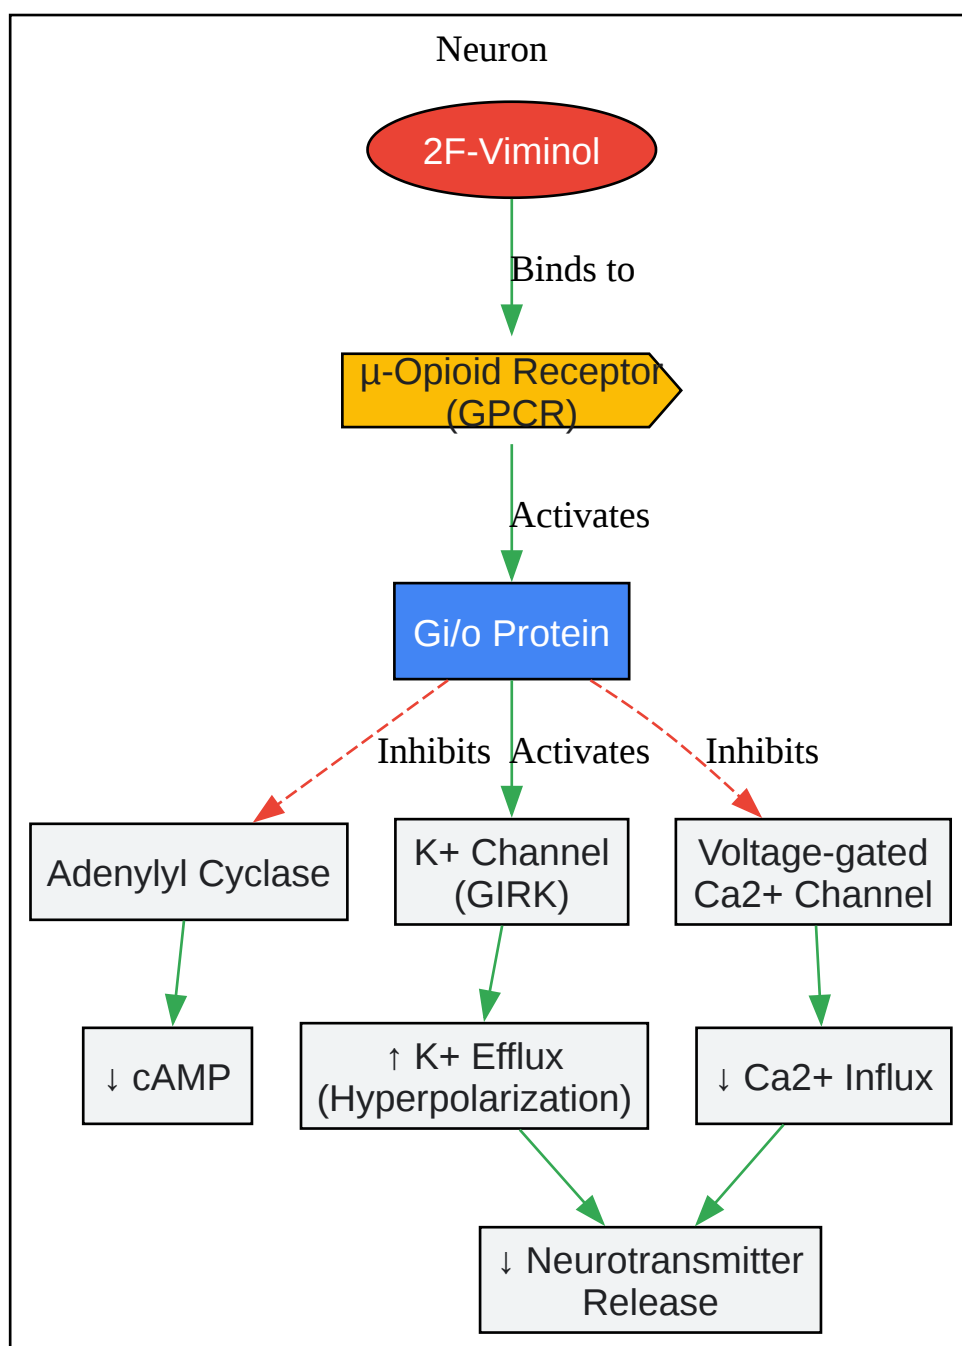 Neuron
2F-Viminol
Binds to
µ-Opioid Receptor
(GPCR)
Activates
Gi/o Protein
Inhibits
Activates
Inhibits
Adenylyl Cyclase
K+ Channel
(GIRK)
Voltage-gated
Ca2+ Channel
↓ cAMP
↑ K+ Efflux
(Hyperpolarization)
↓ Ca2+ Influx
↓ Neurotransmitter
Release